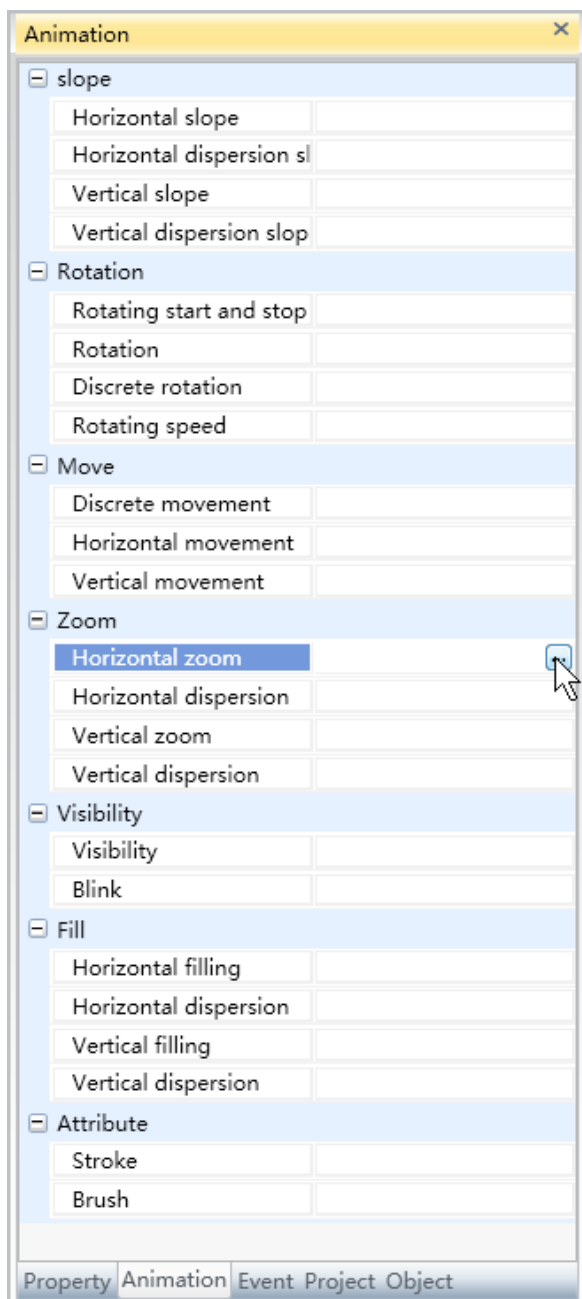 Animation
slope
Horizontal slope
Horizontal dispersion sl
Vertical slope
Vertical dispersion slop
Rotation
Rotating start and stop
Rotation
Discrete rotation
Rotating speed
Move
Discrete movement
Horizontal movement
Vertical movement
Zoom
Horizontal zoom
Horizontal dispersion
Vertical zoom
Vertical dispersion
Visibility
Visibility
Blink
Fill
Horizontal filling
Horizontal dispersion
Vertical filling
Vertical dispersion
Attribute
Stroke
Brush
Property Animation Event Project Object